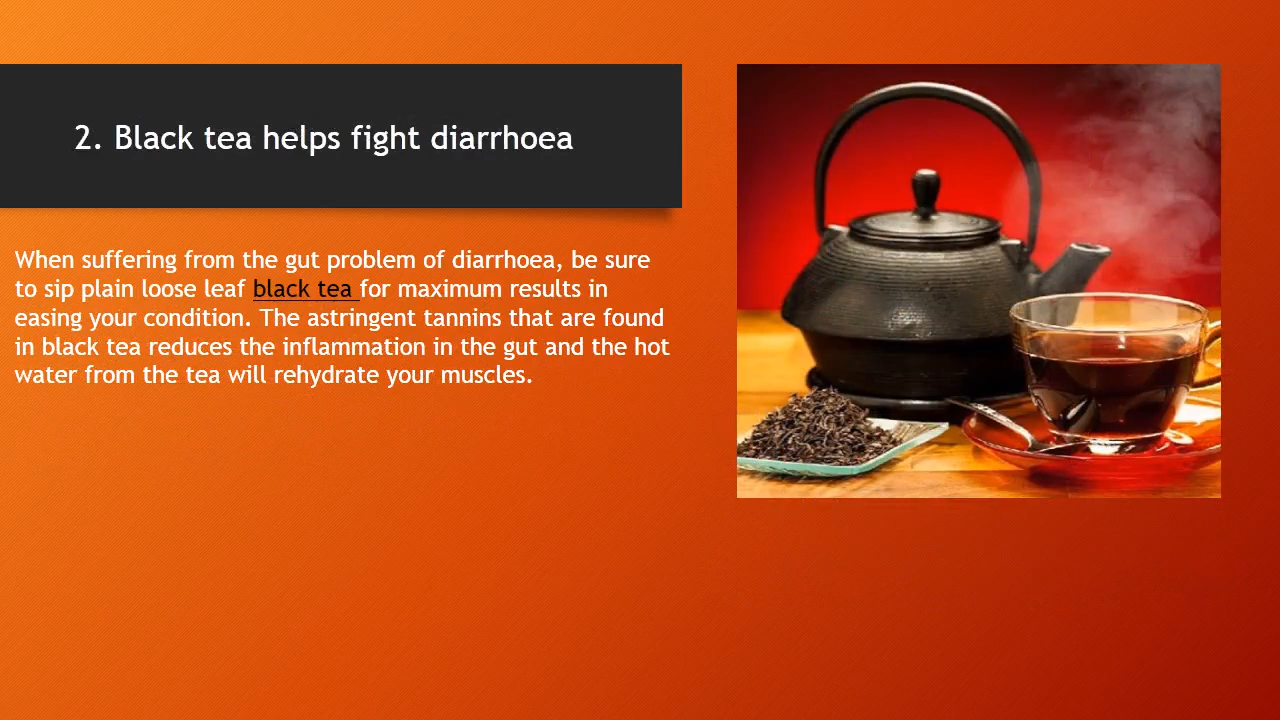 2. Black tea helps fight diarrhoea
When suffering from the gut problem of diarrhoea, be sure
to sip plain loose leaf black tea for maximum results in
easing your condition. The astringent tannins that are found
in black tea reduces the inflammation in the gut and the hot
water from the tea will rehydrate your muscles.